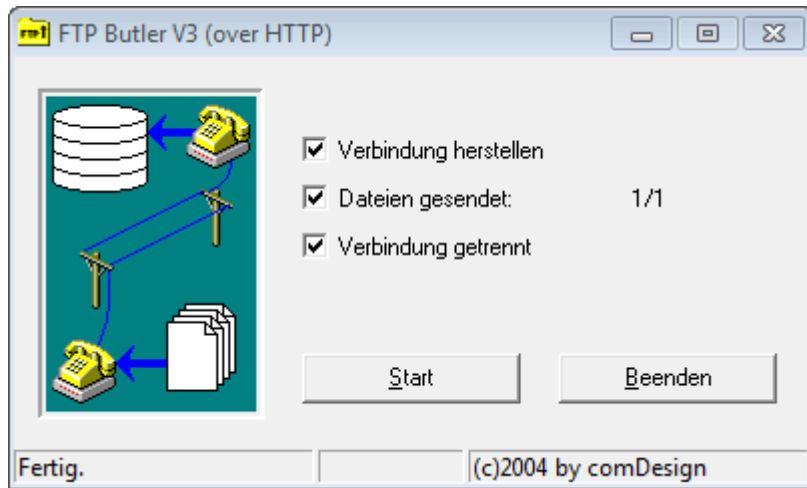 FTP Butler V3 (over HTTP)
Verbindung herstellen
Dateien gesendet: 1/1
Verbindung getrennt
Start Beenden
Fertig. (c)2004 by comDesign